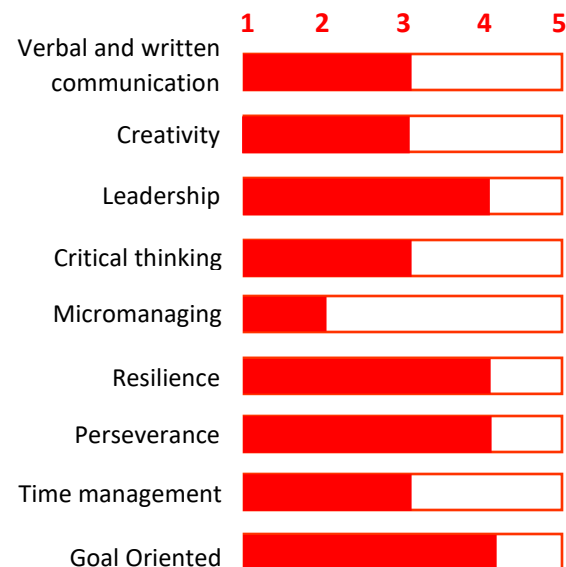 1 2 3 4 5
Verbal and written
communication
Creativity
Leadership
Critical thinking
Micromanaging
Resilience
Perseverance
Time management
Goal Oriented